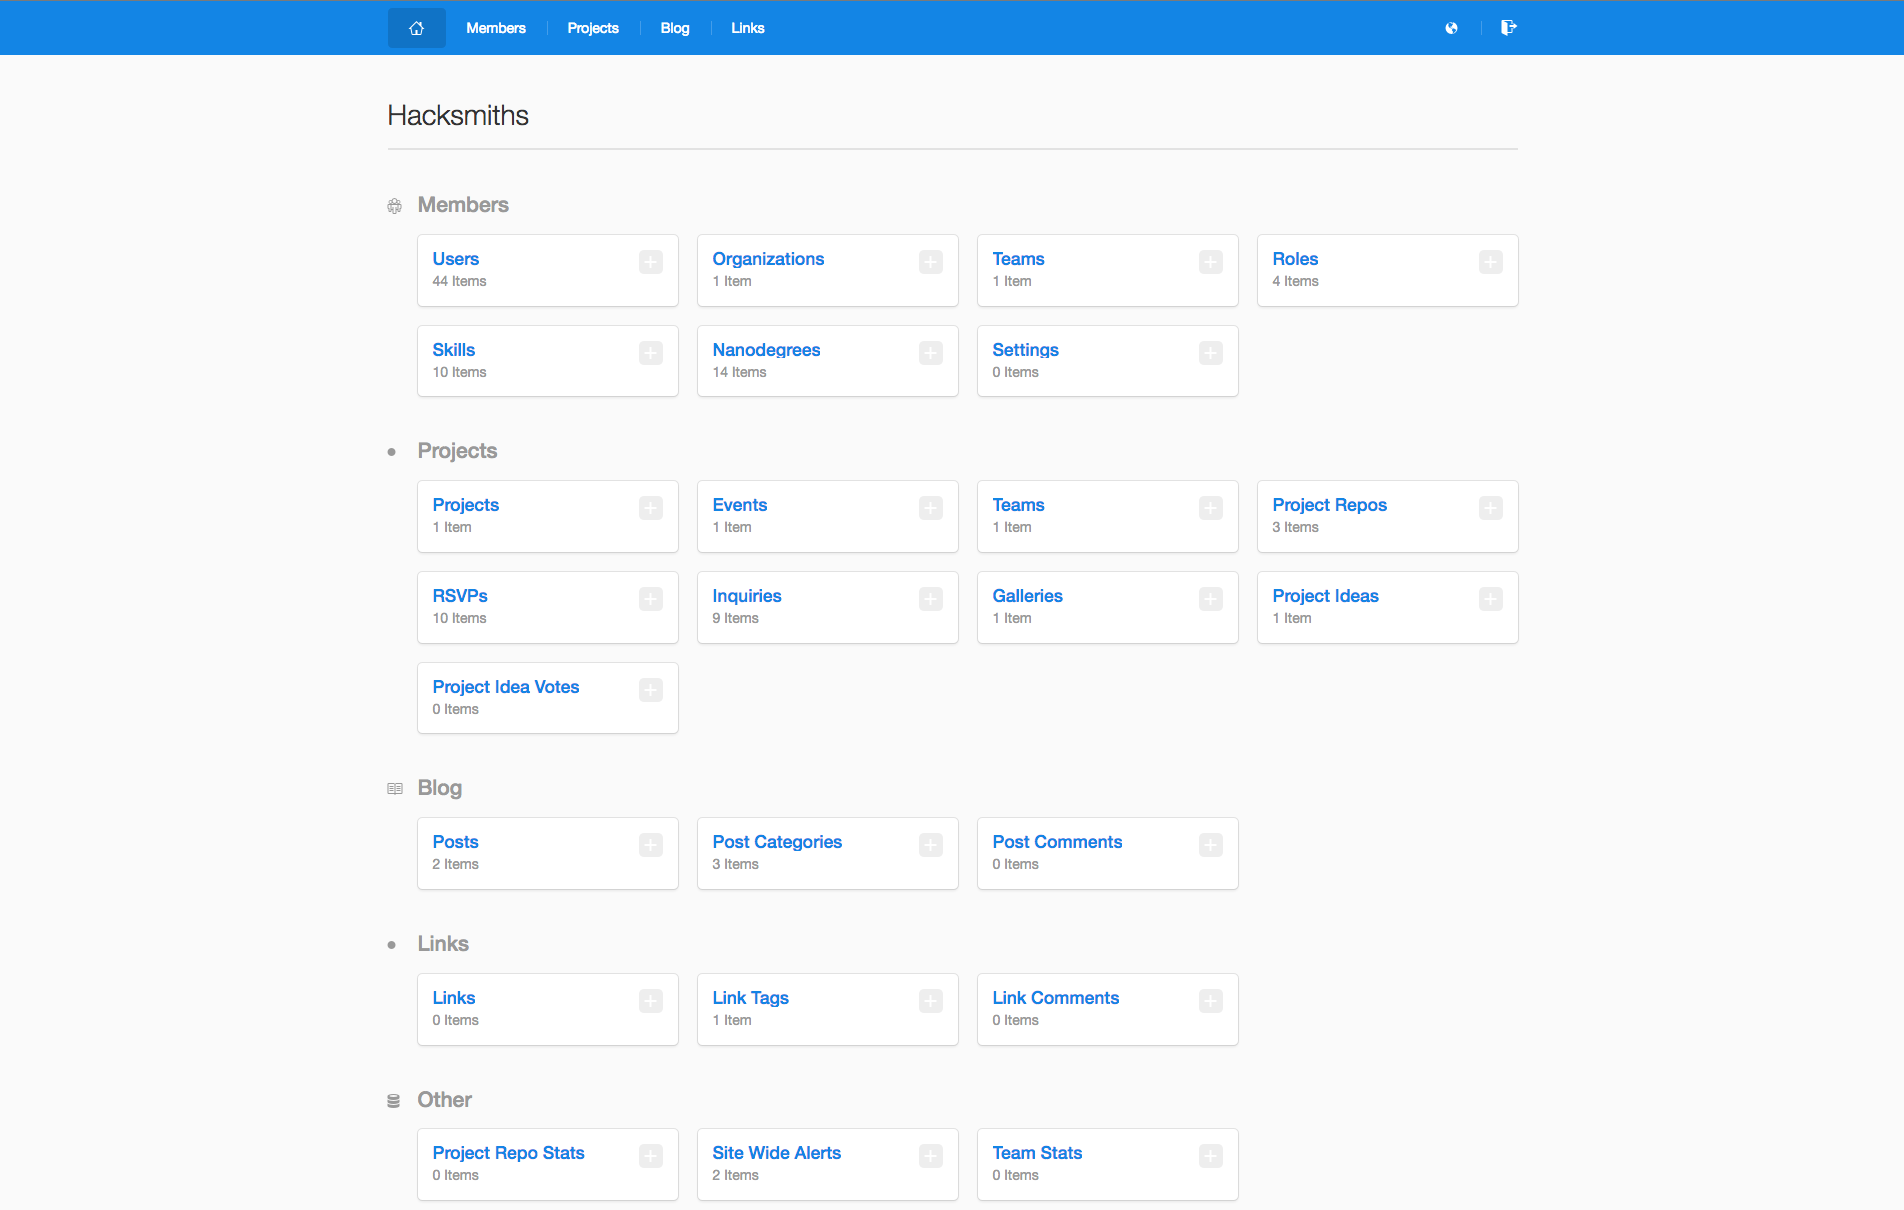 Members
Projects
Blog
Links
Hacksmiths
Members
Users
44 Items
Organizations
1 Item
Teams
1 Item
Roles
4 Items
Skills
10 Items
Nanodegrees
14 Items
Settings
0 Items
Projects
Projects
1 Item
Events
1 Item
Teams
1 Item
Project Repos
3 Items
RSVPs
10 Items
Inquiries
9 Items
Galleries
1 Item
Project Ideas
1 Item
Project Idea Votes
0 Items
Blog
Posts
2 Items
Post Categories
3 Items
Post Comments
0 Items
Links
Links
0 Items
Link Tags
1 Item
Link Comments
0 Items
Other
Project Repo Stats
0 Items
Site Wide Alerts
2 Items
Team Stats
0 Items